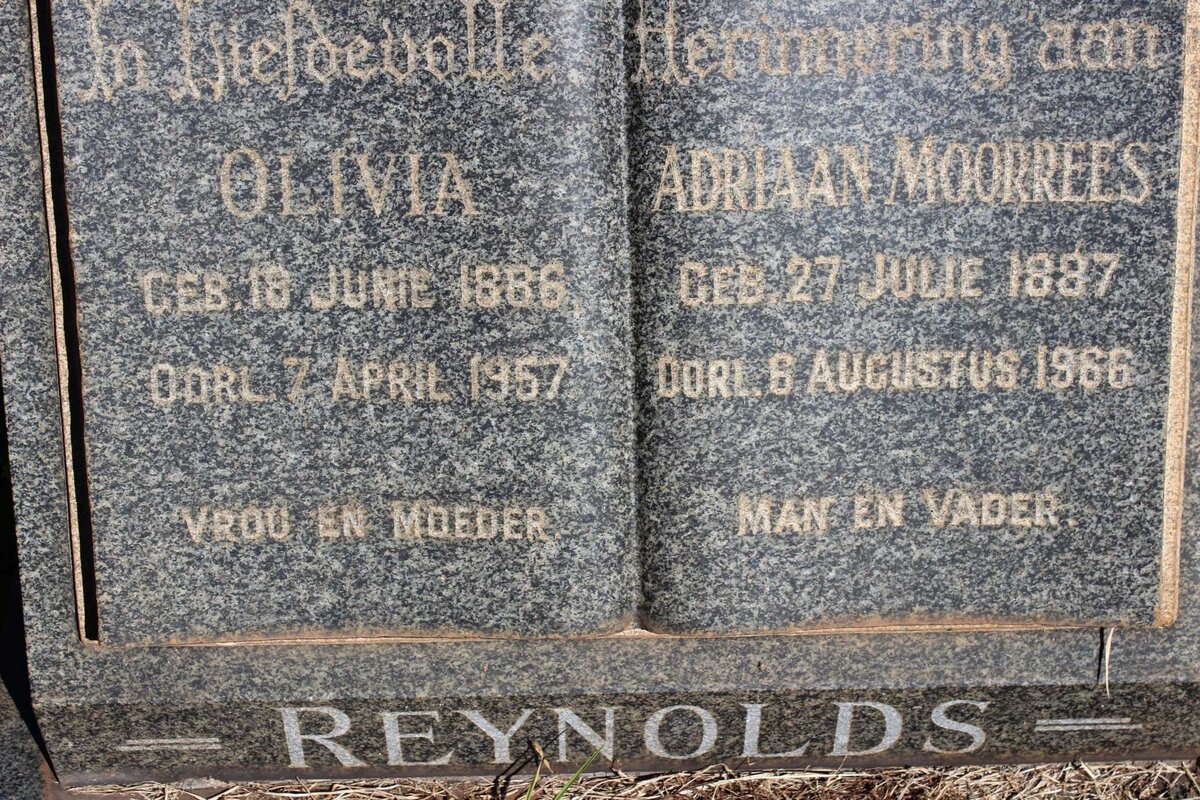 In Liefdevolle Herinnering aan
OLIVIA
GEB. 18 JUNIE 1886.
OORL. 7 APRIL 1957.
VROU EN MOEDER.
ADRIAAN MOORREES
GEB. 27 JULIE 1887
OORL. 8 AUGUSTUS 1966
MAN EN VADER.
= REYNOLDS =